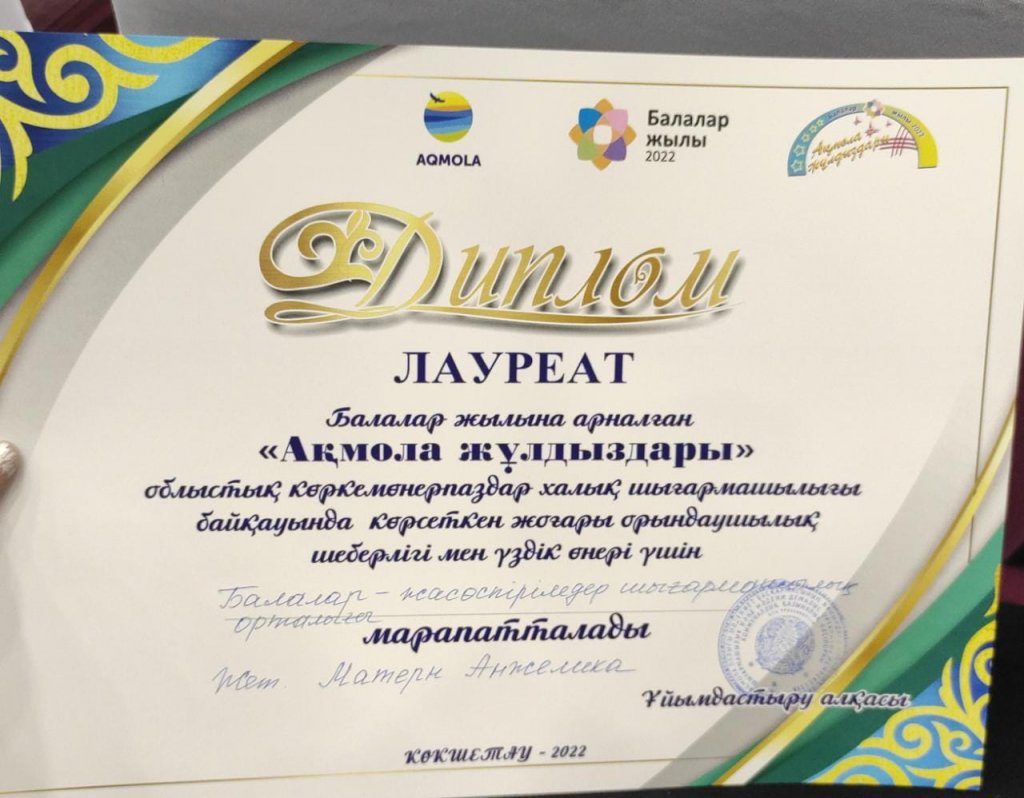 AQMOLA
Балалар
жылы
2022
Ақмола
жұлдыздары
Диплом
ЛАУРЕАТ
Балалар жылына арналған
«Ақмола жұлдыздары»
облыстық көркемөнерпаздар халық шығармашылығы
байқауында көрсеткен жоғары орындаушылық
шеберлігі мен үздік өнері үшін
Балалар - жасөспірімдер шығармашылық
орталығы
марапатталады
Жет. Матерн Анжелика
Ұйымдастыру алқасы
КӨКШЕТАУ - 2022